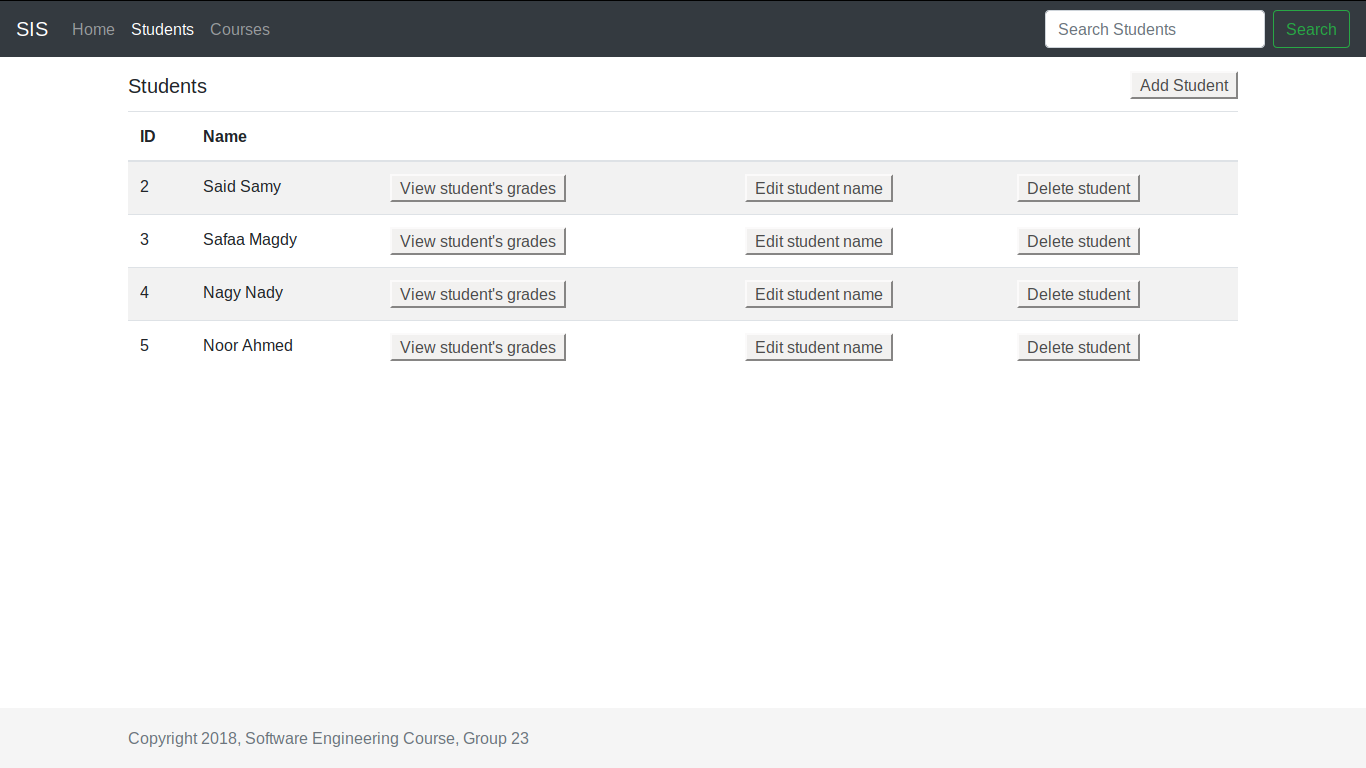 SIS Home Students Courses Search Students Search
Students Add Student
ID Name
2 Said Samy View student's grades Edit student name Delete student
3 Safaa Magdy View student's grades Edit student name Delete student
4 Nagy Nady View student's grades Edit student name Delete student
5 Noor Ahmed View student's grades Edit student name Delete student
Copyright 2018, Software Engineering Course, Group 23